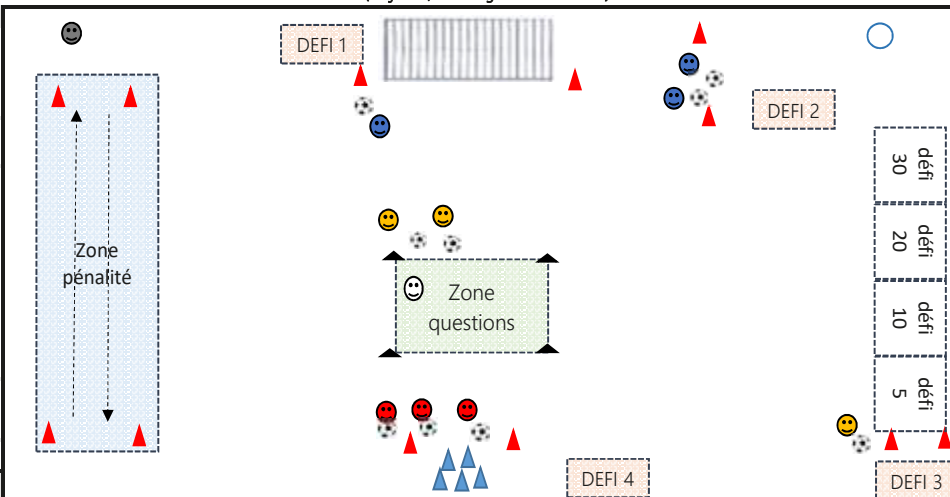 DEFI 1
DEFI 2
Zone
pénalité
Zone
questions
30 défi
20 défi
10 défi
5 défi
DEFI 4
DEFI 3